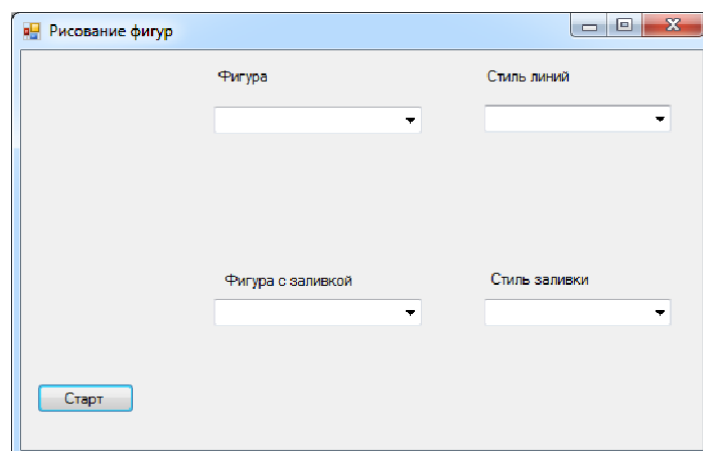 Рисование фигур
Фигура
Стиль линий
Фигура с заливкой
Стиль заливки
Старт